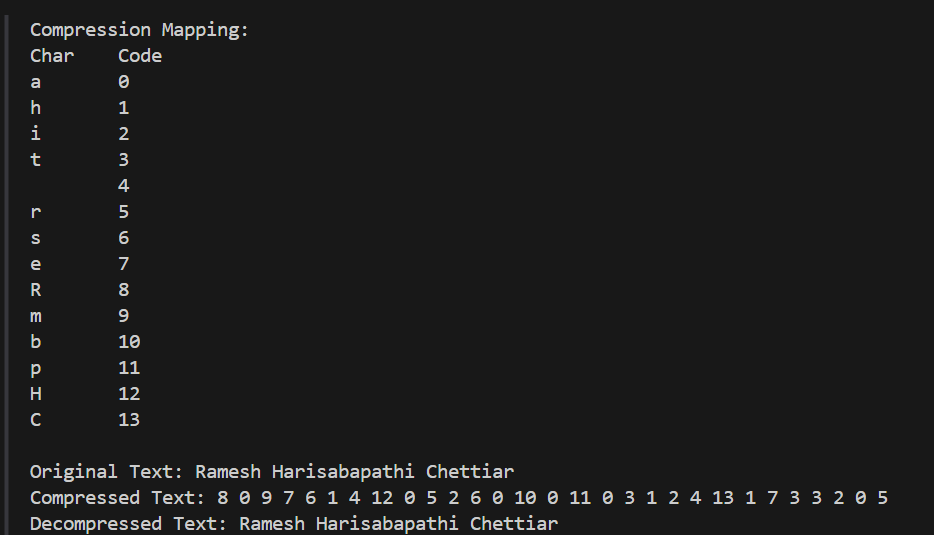 Compression Mapping:
Char    Code
a       0
h       1
i       2
t       3
        4
r       5
s       6
e       7
R       8
m       9
b       10
p       11
H       12
C       13

Original Text: Ramesh Harisabapathi Chettiar
Compressed Text: 8 0 9 7 6 1 4 12 0 5 2 6 0 10 0 11 0 3 1 2 4 13 1 7 3 3 2 0 5
Decompressed Text: Ramesh Harisabapathi Chettiar